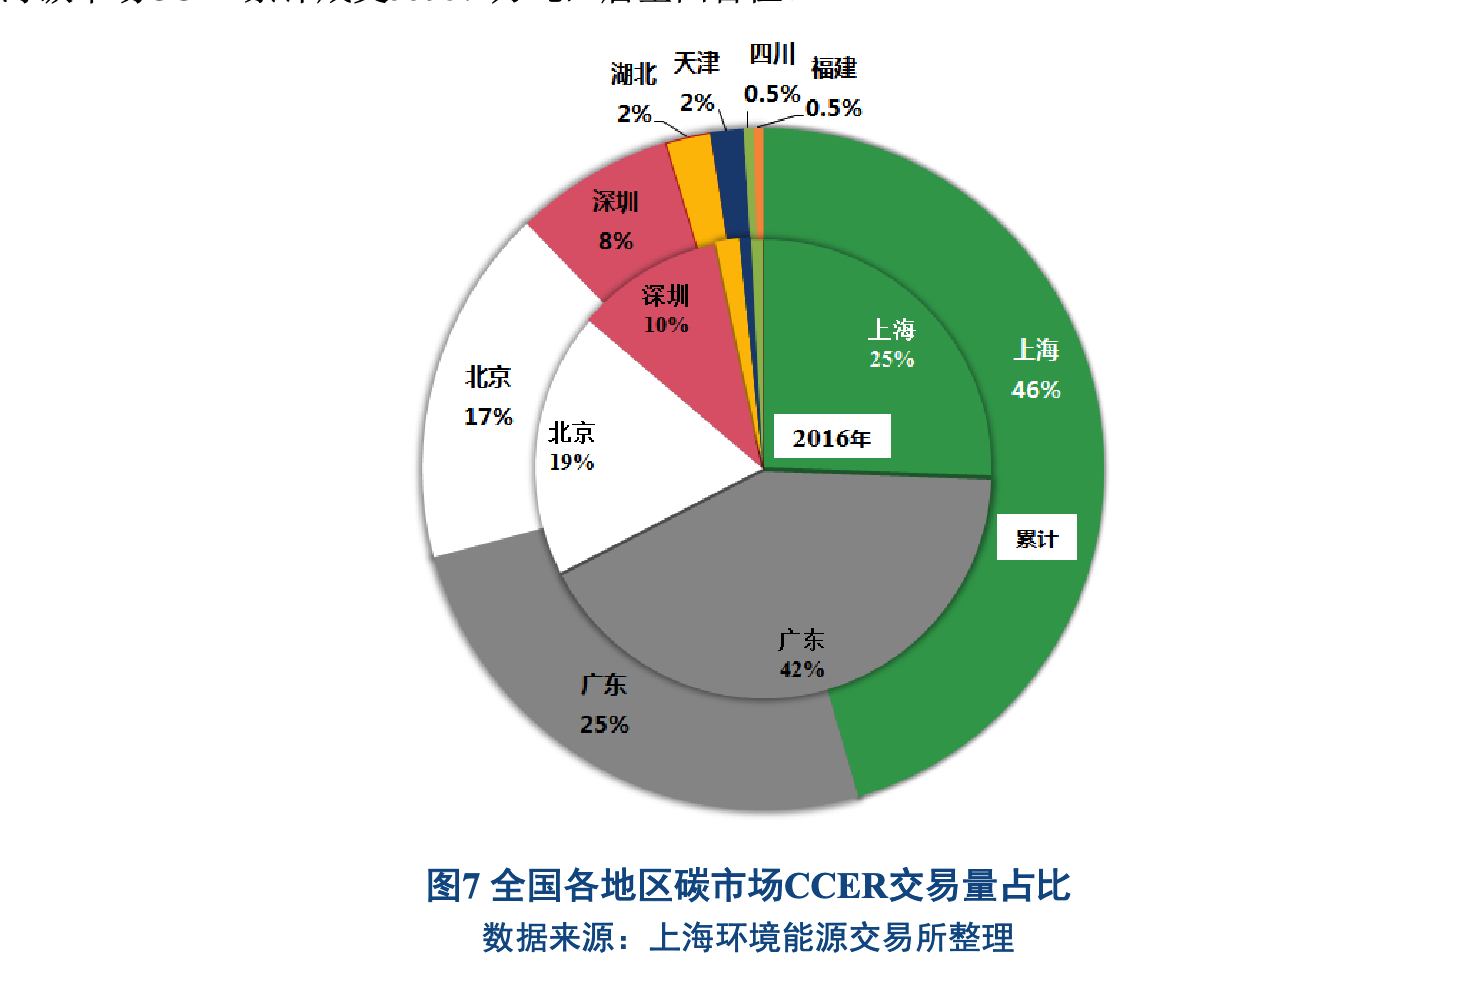 湖北
2%
天津
2%
四川
0.5%
福建
0.5%
深圳
8%
深圳
10%
上海
25%
上海
46%
北京
17%
北京
19%
2016年
累计
广东
42%
广东
25%
图7 全国各地区碳市场CCER交易量占比
数据来源：上海环境能源交易所整理